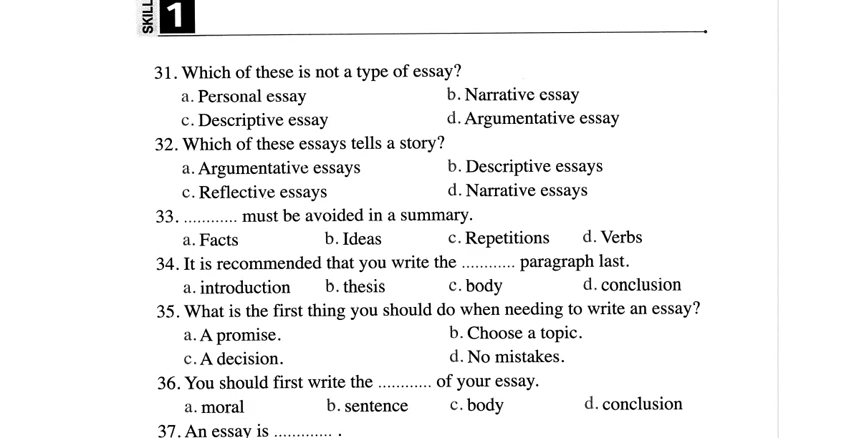 SKILL 1
31. Which of these is not a type of essay?
a. Personal essay b. Narrative essay
c. Descriptive essay d. Argumentative essay
32. Which of these essays tells a story?
a. Argumentative essays b. Descriptive essays
c. Reflective essays d. Narrative essays
33. ............ must be avoided in a summary.
a. Facts b. Ideas c. Repetitions d. Verbs
34. It is recommended that you write the ............ paragraph last.
a. introduction b. thesis c. body d. conclusion
35. What is the first thing you should do when needing to write an essay?
a. A promise. b. Choose a topic.
c. A decision. d. No mistakes.
36. You should first write the ............ of your essay.
a. moral b. sentence c. body d. conclusion
37. An essay is ............. .